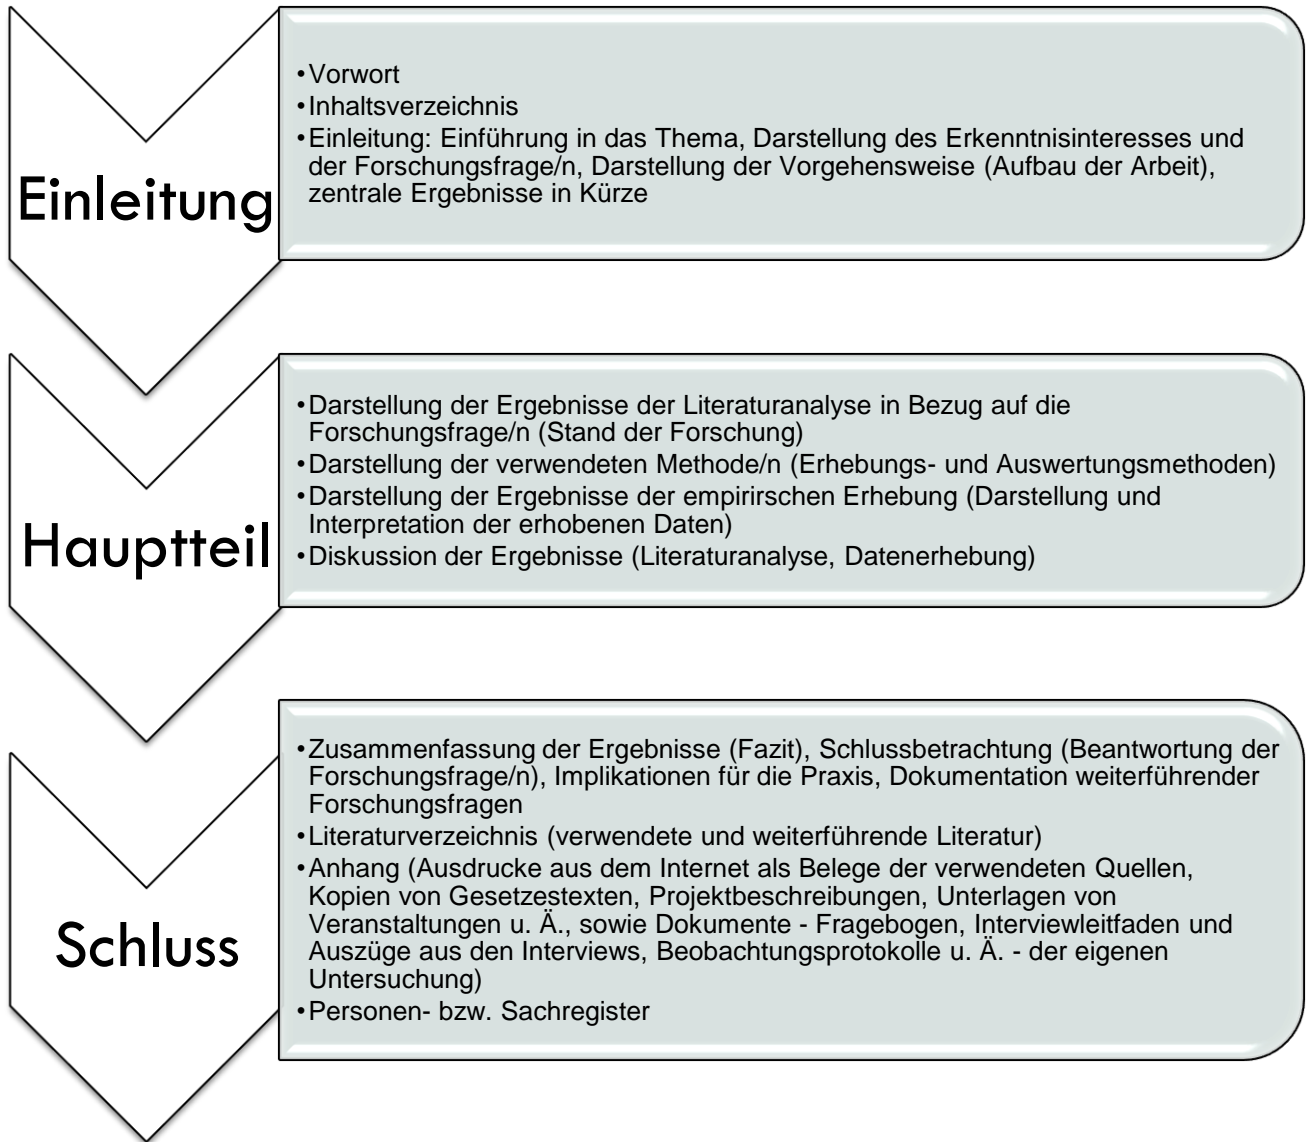 Einleitung
•Vorwort
•Inhaltsverzeichnis
•Einleitung: Einführung in das Thema, Darstellung des Erkenntnisinteresses und
der Forschungsfrage/n, Darstellung der Vorgehensweise (Aufbau der Arbeit),
zentrale Ergebnisse in Kürze
Hauptteil
•Darstellung der Ergebnisse der Literaturanalyse in Bezug auf die
Forschungsfrage/n (Stand der Forschung)
•Darstellung der verwendeten Methode/n (Erhebungs- und Auswertungsmethoden)
•Darstellung der Ergebnisse der empirirschen Erhebung (Darstellung und
Interpretation der erhobenen Daten)
•Diskussion der Ergebnisse (Literaturanalyse, Datenerhebung)
Schluss
•Zusammenfassung der Ergebnisse (Fazit), Schlussbetrachtung (Beantwortung der
Forschungsfrage/n), Implikationen für die Praxis, Dokumentation weiterführender
Forschungsfragen
•Literaturverzeichnis (verwendete und weiterführende Literatur)
•Anhang (Ausdrucke aus dem Internet als Belege der verwendeten Quellen,
Kopien von Gesetzestexten, Projektbeschreibungen, Unterlagen von
Veranstaltungen u. Ä., sowie Dokumente - Fragebogen, Interviewleitfaden und
Auszüge aus den Interviews, Beobachtungsprotokolle u. Ä. - der eigenen
Untersuchung)
•Personen- bzw. Sachregister